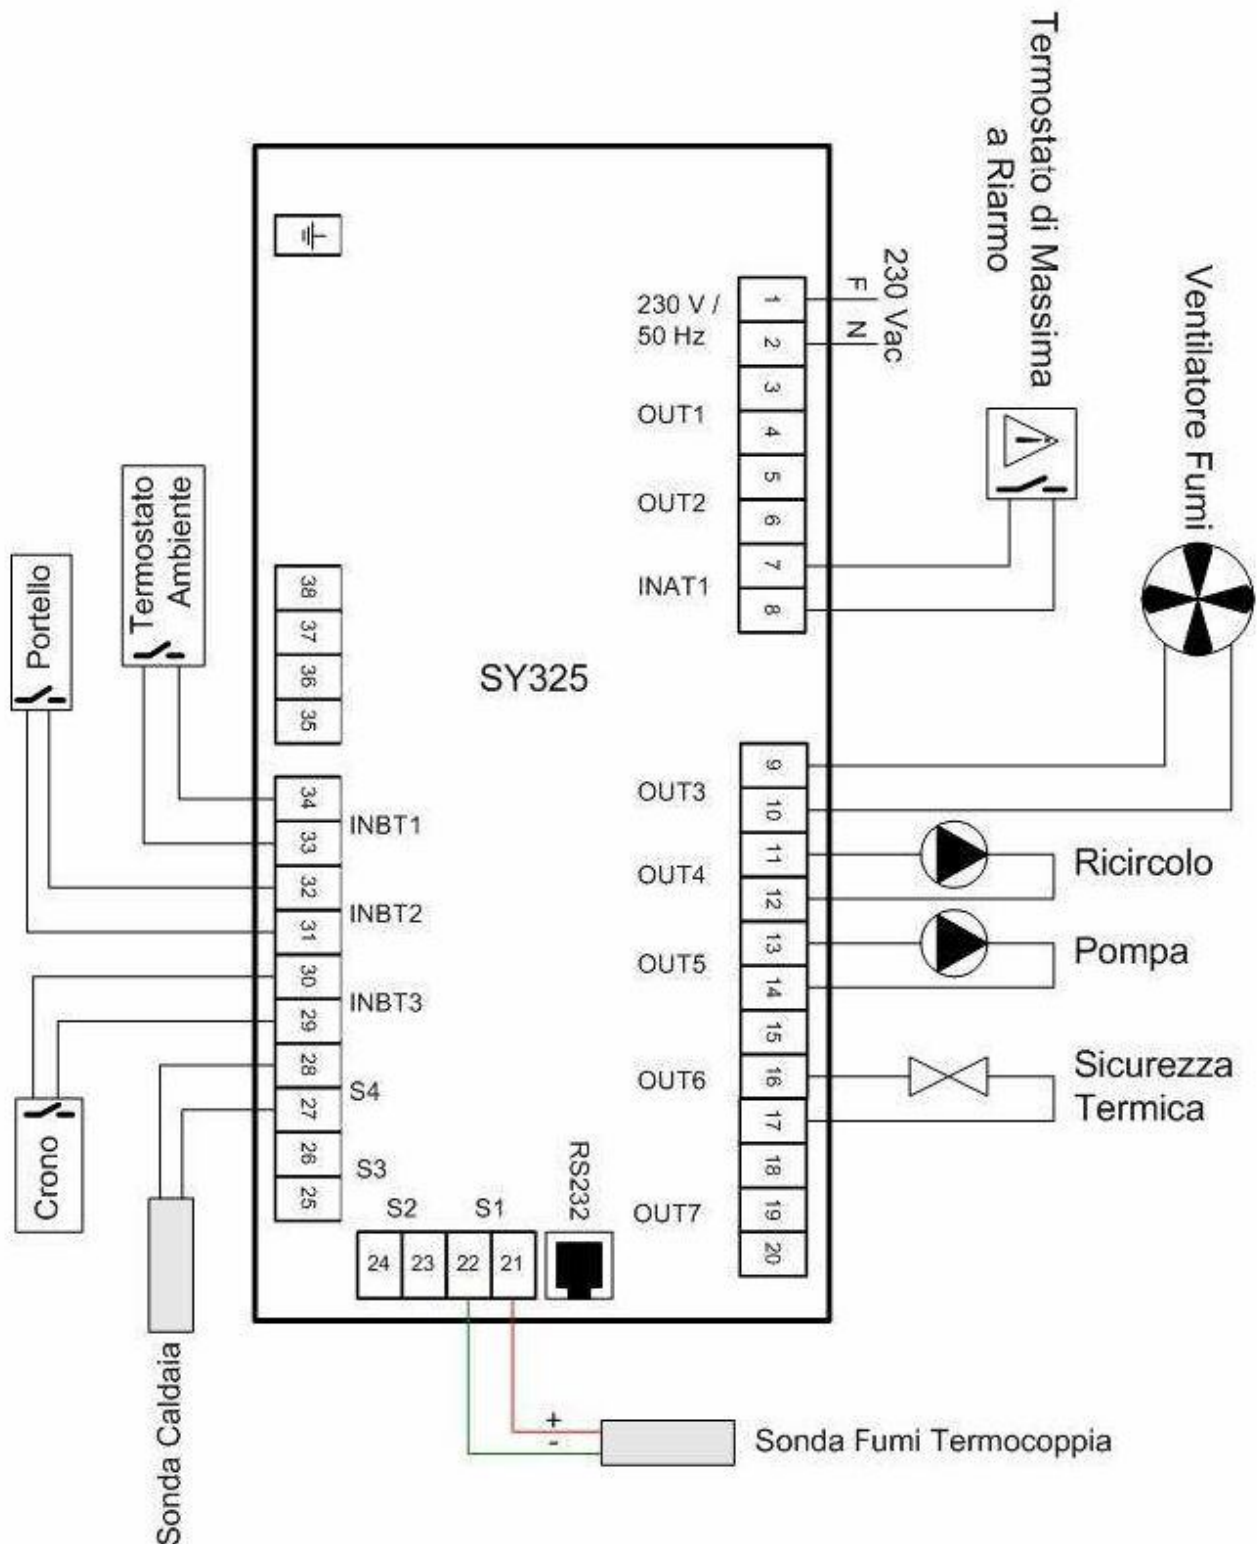 Termostato di Massima
a Riarmo
Ventilatore Fumi
230 Vac
F
N
230 V /
50 Hz
OUT1
OUT2
INAT1
1
2
3
4
5
6
7
8
Termostato
Ambiente
Portello
38
37
36
35
SY325
34
33
32
31
30
29
28
27
26
25
INBT1
INBT2
INBT3
S4
S3
OUT3
OUT4
OUT5
OUT6
OUT7
9
10
11
12
13
14
15
16
17
18
19
20
Ricircolo
Pompa
Sicurezza
Termica
Crono
Sonda Caldaia
S2
S1
RS232
24
23
22
21
+
-
Sonda Fumi Termocoppia